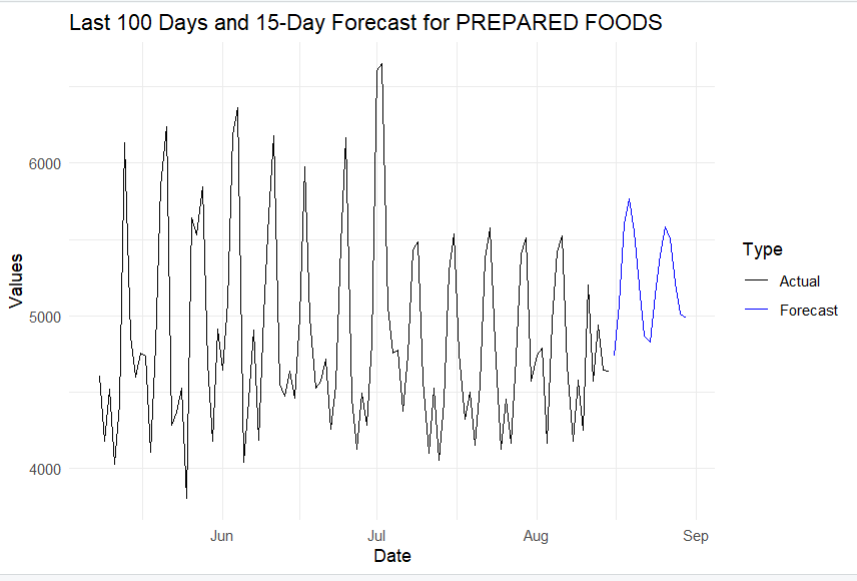 Last 100 Days and 15-Day Forecast for PREPARED FOODS
6000
5000
4000
Values
Jun Jul Aug Sep
Date
Type
Actual
Forecast